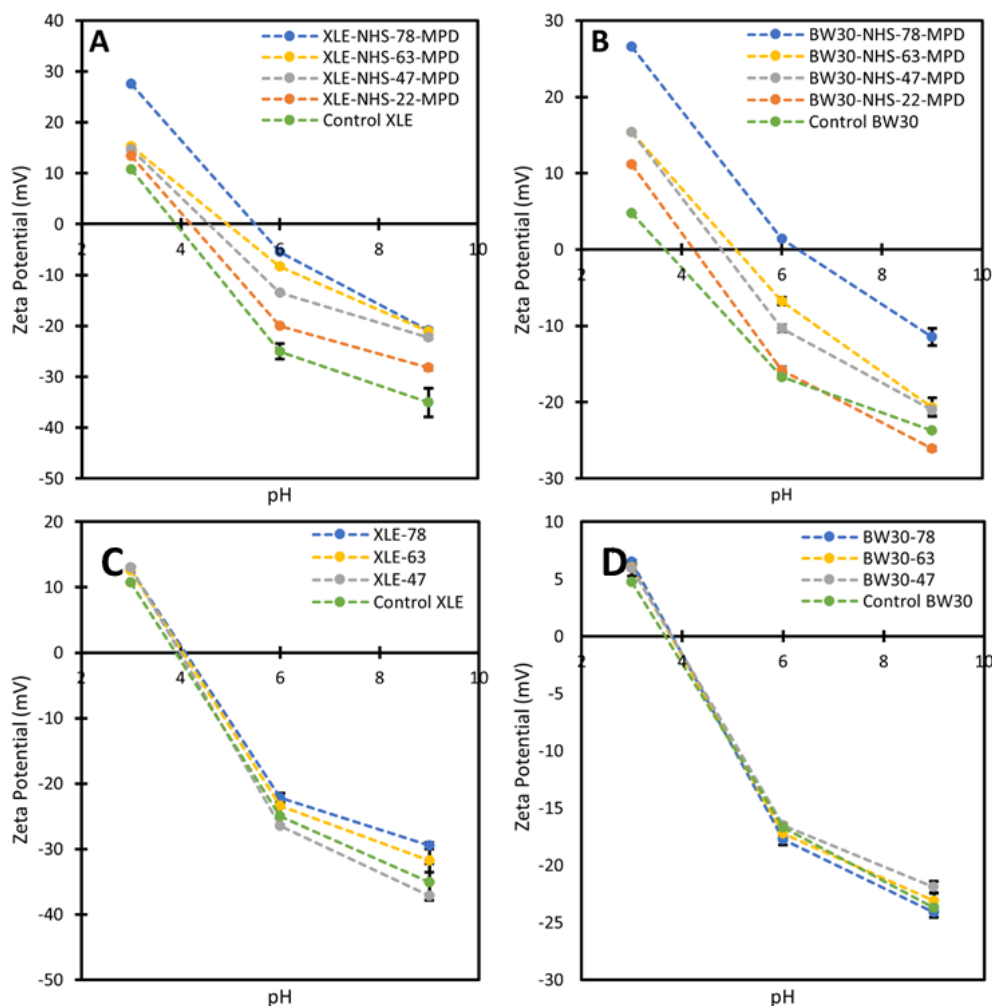 A
XLE-NHS-78-MPD
XLE-NHS-63-MPD
XLE-NHS-47-MPD
XLE-NHS-22-MPD
Control XLE
40
30
20
10
0
-10
-20
-30
-40
-50
2
4
6
8
10
Zeta Potential (mV)
pH
B
BW30-NHS-78-MPD
BW30-NHS-63-MPD
BW30-NHS-47-MPD
BW30-NHS-22-MPD
Control BW30
30
20
10
0
-10
-20
-30
2
4
6
8
10
Zeta Potential (mV)
pH
C
XLE-78
XLE-63
XLE-47
Control XLE
20
10
0
-10
-20
-30
-40
-50
2
4
6
8
10
Zeta Potential (mV)
pH
D
BW30-78
BW30-63
BW30-47
Control BW30
10
5
0
-5
-10
-15
-20
-25
-30
2
4
6
8
10
Zeta Potential (mV)
pH